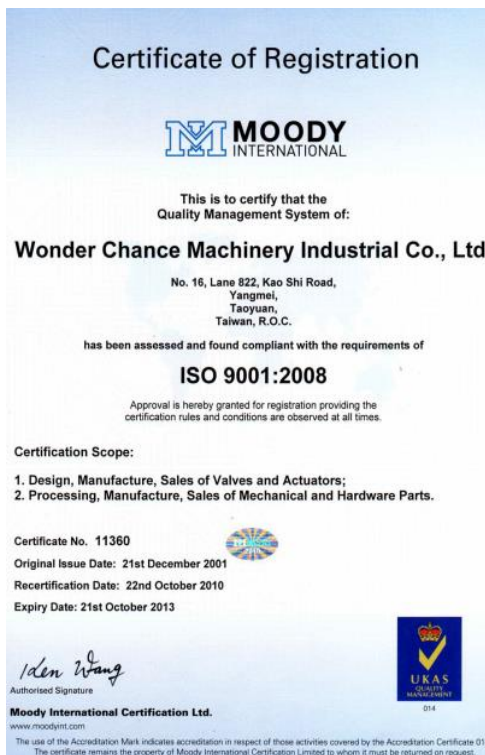 Certificate of Registration
MOODY
INTERNATIONAL
This is to certify that the
Quality Management System of:
Wonder Chance Machinery Industrial Co., Ltd
No. 16, Lane 822, Kao Shi Road,
Yangmei,
Taoyuan,
Taiwan, R.O.C.
has been assessed and found compliant with the requirements of
ISO 9001:2008
Approval is hereby granted for registration providing the
certification rules and conditions are observed at all times.
Certification Scope:
1. Design, Manufacture, Sales of Valves and Actuators;
2. Processing, Manufacture, Sales of Mechanical and Hardware Parts.
Certificate No. 11360
Original Issue Date: 21st December 2001
Recertification Date: 22nd October 2010
Expiry Date: 21st October 2013
Ken Wang
Authorised Signature
Moody International Certification Ltd.
www.moodyint.com
UKAS
QUALITY
MANAGEMENT
014
The use of the Accreditation Mark indicates accreditation in respect of those activities covered by the Accreditation Certificate 01
The certificate remains the property of Moody International Certification Limited to whom it must be returned on request.